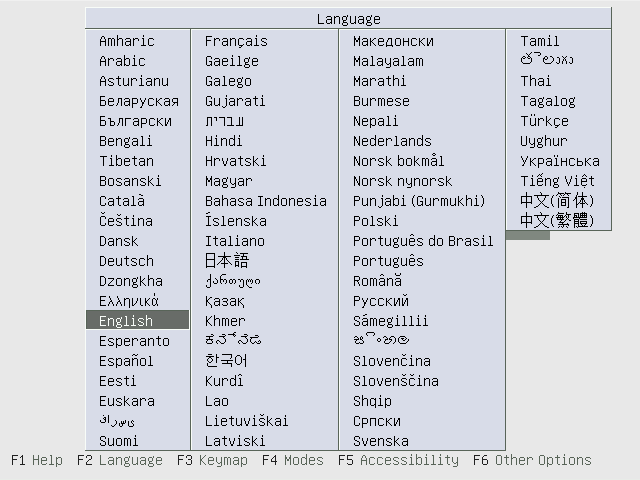 Language
Amharic
Arabic
Asturianu
Беларуская
Български
Bengali
Tibetan
Bosanski
Català
Čeština
Dansk
Deutsch
Dzongkha
Ελληνικά
English
Esperanto
Español
Eesti
Euskara
فارسی
Suomi
Français
Gaeilge
Galego
Gujarati
עברית
Hindi
Hrvatski
Magyar
Bahasa Indonesia
Íslenska
Italiano
日本語
ქართული
Қазақ
Khmer
ಕನ್ನಡ
한국어
Kurdî
Lao
Lietuviškai
Latviski
Македонски
Malayalam
Marathi
Burmese
Nepali
Nederlands
Norsk bokmål
Norsk nynorsk
Punjabi (Gurmukhi)
Polski
Português do Brasil
Português
Română
Русский
Sámegillii
සිංහල
Slovenčina
Slovenščina
Shqip
Српски
Svenska
Tamil
తెలుగు
Thai
Tagalog
Türkçe
Uyghur
Українська
Tiếng Việt
中文(简体)
中文(繁體)
F1 Help F2 Language F3 Keymap F4 Modes F5 Accessibility F6 Other Options